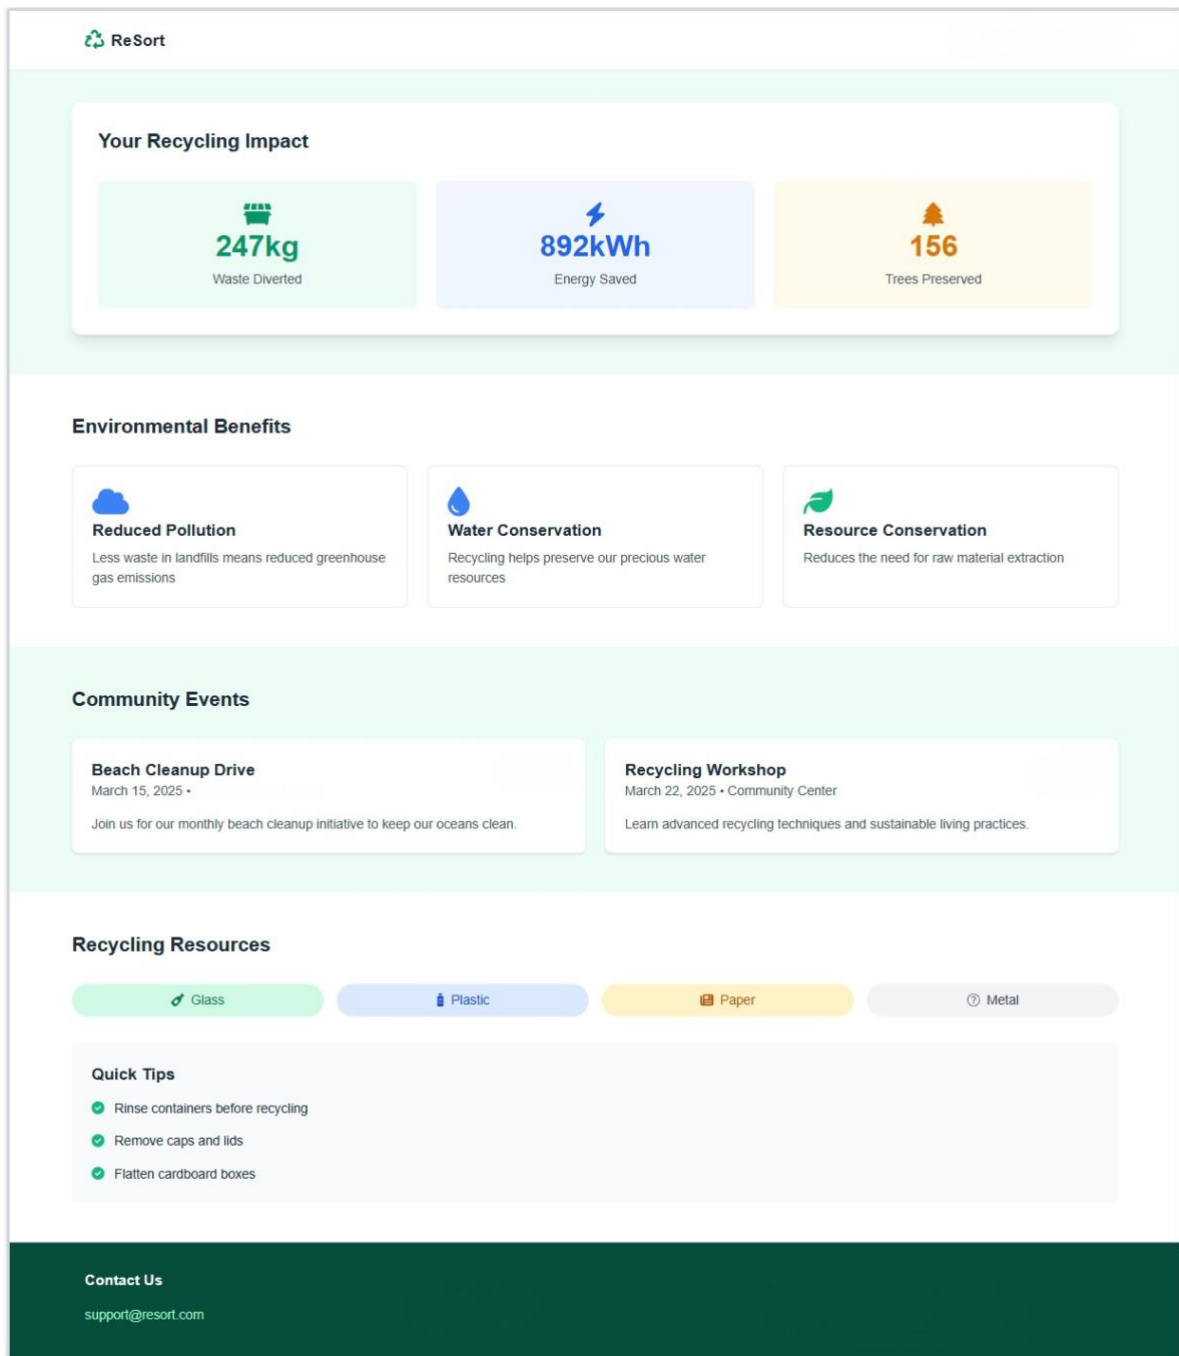 ReSort
Your Recycling Impact
247kg
Waste Diverted
892kWh
Energy Saved
156
Trees Preserved
Environmental Benefits
Reduced Pollution
Less waste in landfills means reduced greenhouse
gas emissions
Water Conservation
Recycling helps preserve our precious water
resources
Resource Conservation
Reduces the need for raw material extraction
Community Events
Beach Cleanup Drive
March 15, 2025 •
Join us for our monthly beach cleanup initiative to keep our oceans clean.
Recycling Workshop
March 22, 2025 • Community Center
Learn advanced recycling techniques and sustainable living practices.
Recycling Resources
Glass
Plastic
Paper
Metal
Quick Tips
Rinse containers before recycling
Remove caps and lids
Flatten cardboard boxes
Contact Us
support@resort.com